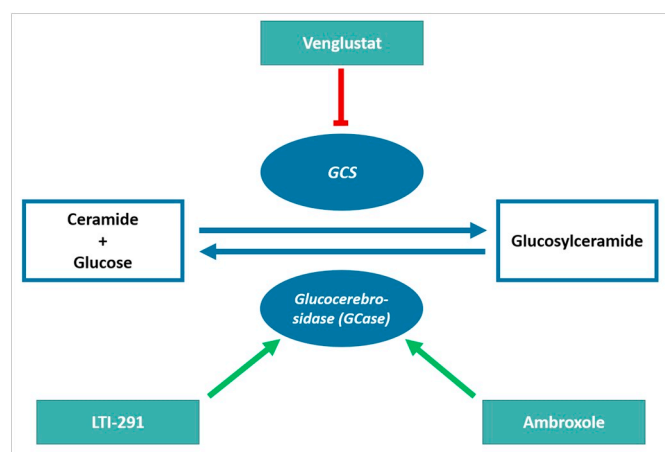 Venglustat
GCS
Ceramide
+
Glucose
Glucosylceramide
Glucocerebro-
sidase (GCase)
LTI-291
Ambroxole